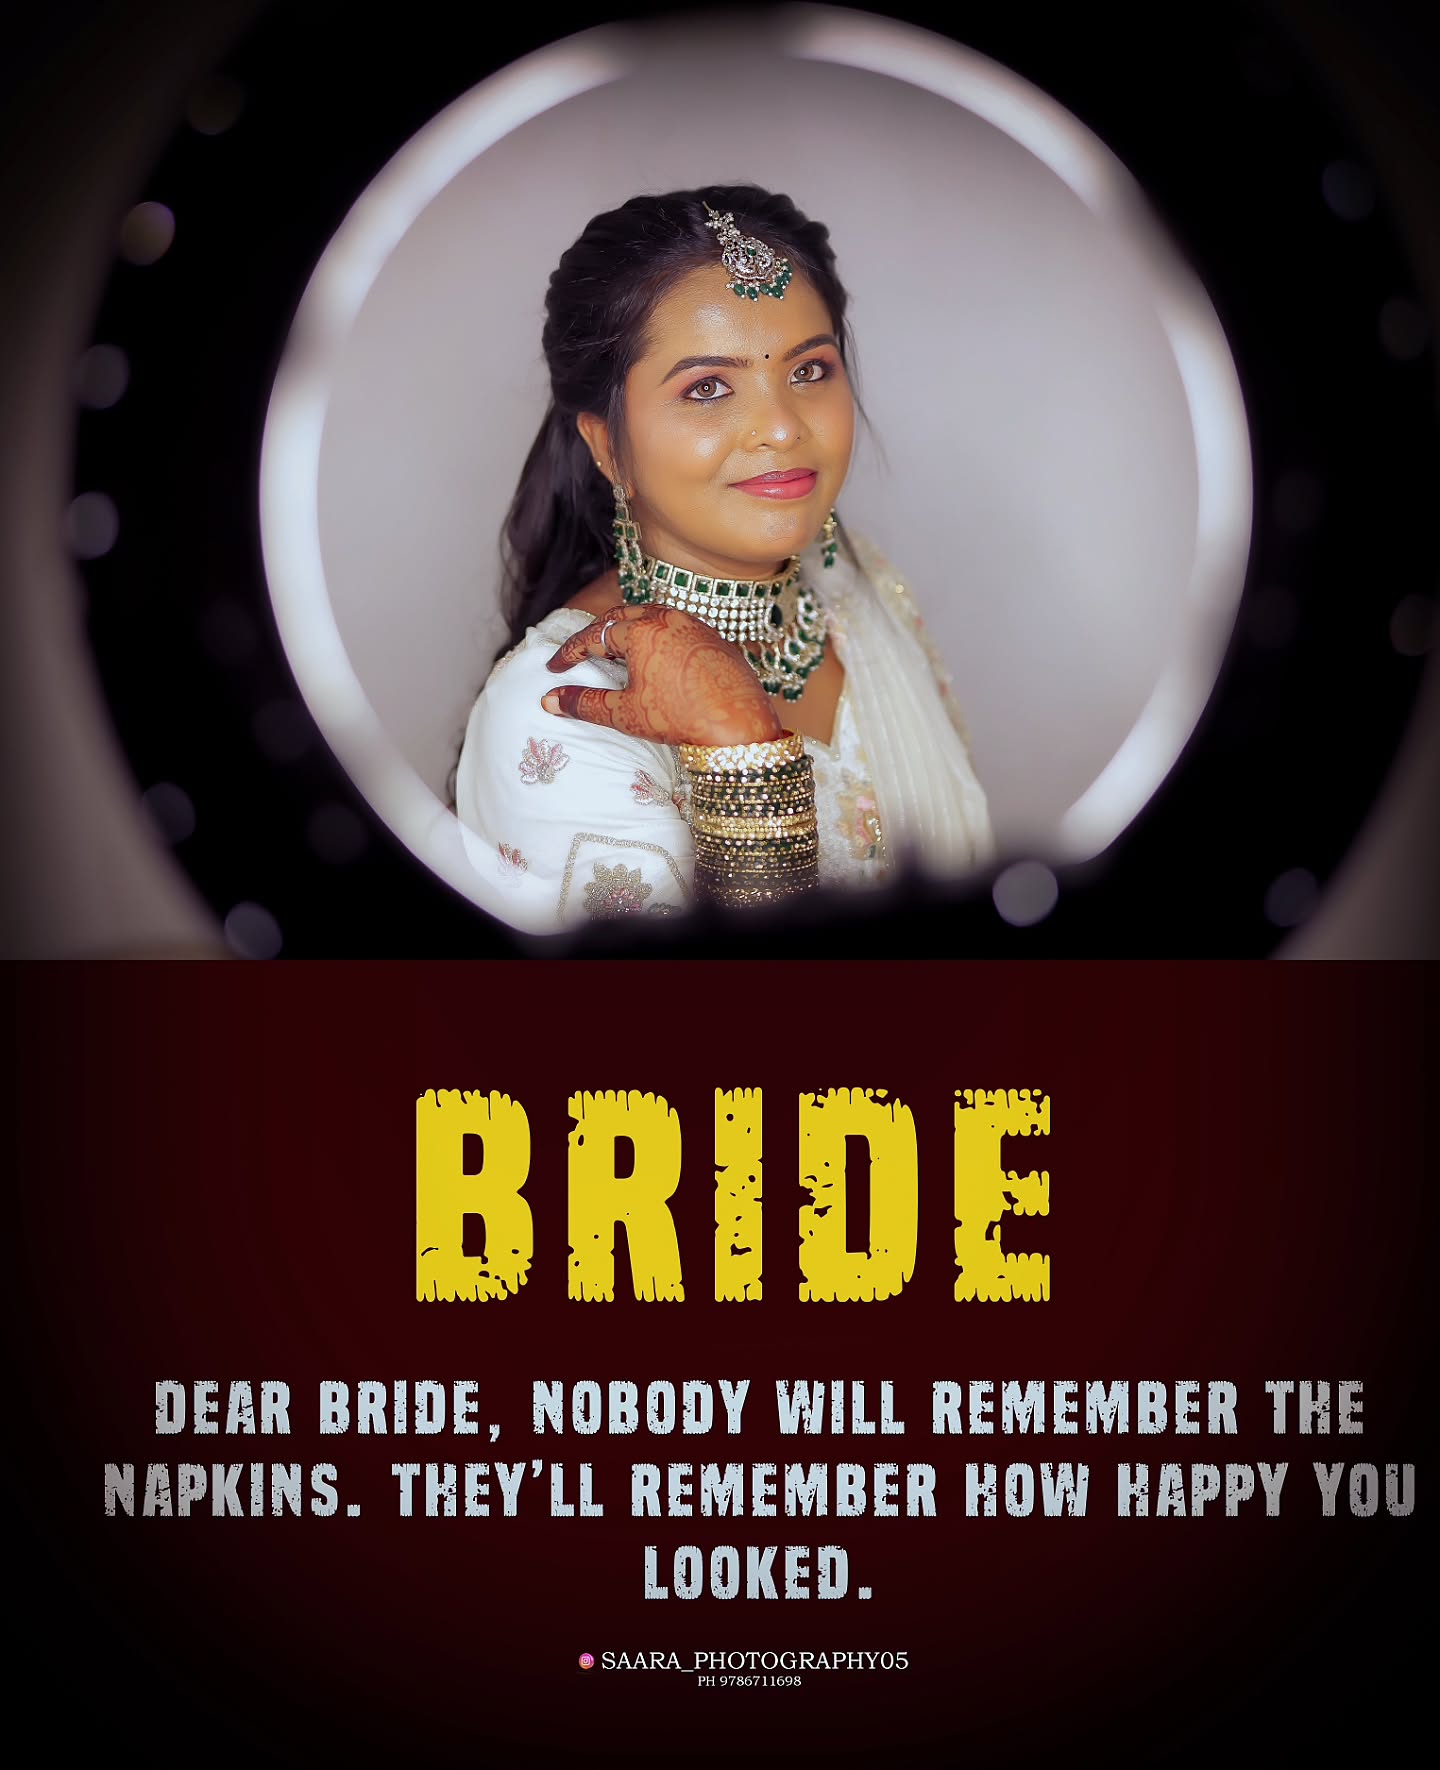 BRIDE
DEAR BRIDE, NOBODY WILL REMEMBER THE
NAPKINS. THEY'LL REMEMBER HOW HAPPY YOU
LOOKED.
SAARA_PHOTOGRAPHY05
PH 9786711698